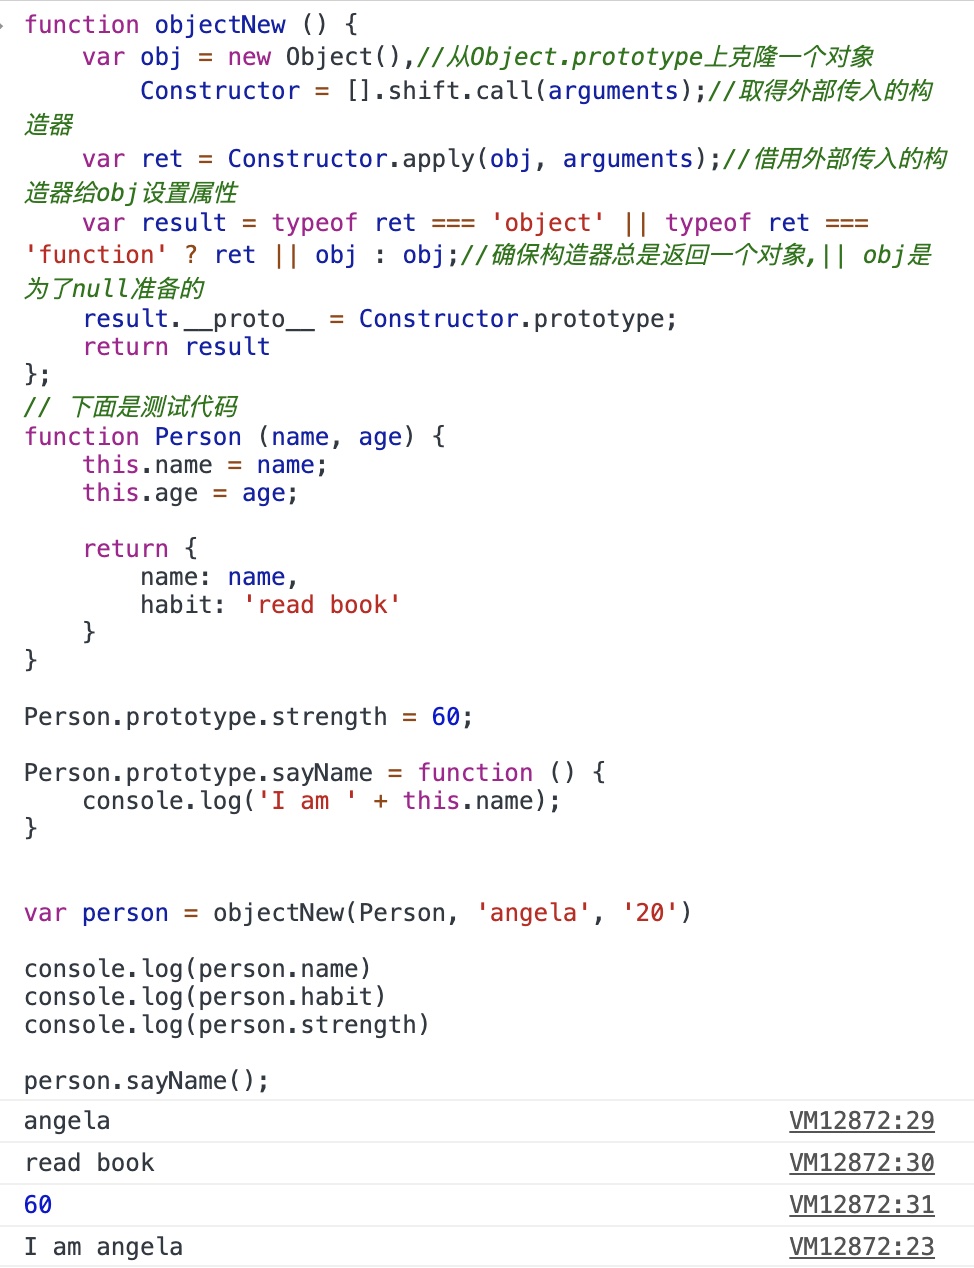 function objectNew () {
    var obj = new Object(),//从Object.prototype上克隆一个对象
        Constructor = [].shift.call(arguments);//取得外部传入的构
造器
    var ret = Constructor.apply(obj, arguments);//借用外部传入的构
造器给obj设置属性
    var result = typeof ret === 'object' || typeof ret ===
'function' ? ret || obj : obj;//确保构造器总是返回一个对象,|| obj是
为了null准备的
    result.__proto__ = Constructor.prototype;
    return result
};
// 下面是测试代码
function Person (name, age) {
    this.name = name;
    this.age = age;

    return {
        name: name,
        habit: 'read book'
    }
}

Person.prototype.strength = 60;

Person.prototype.sayName = function () {
    console.log('I am ' + this.name);
}


var person = objectNew(Person, 'angela', '20')

console.log(person.name)
console.log(person.habit)
console.log(person.strength)

person.sayName();
angela VM12872:29
read book VM12872:30
60 VM12872:31
I am angela VM12872:23